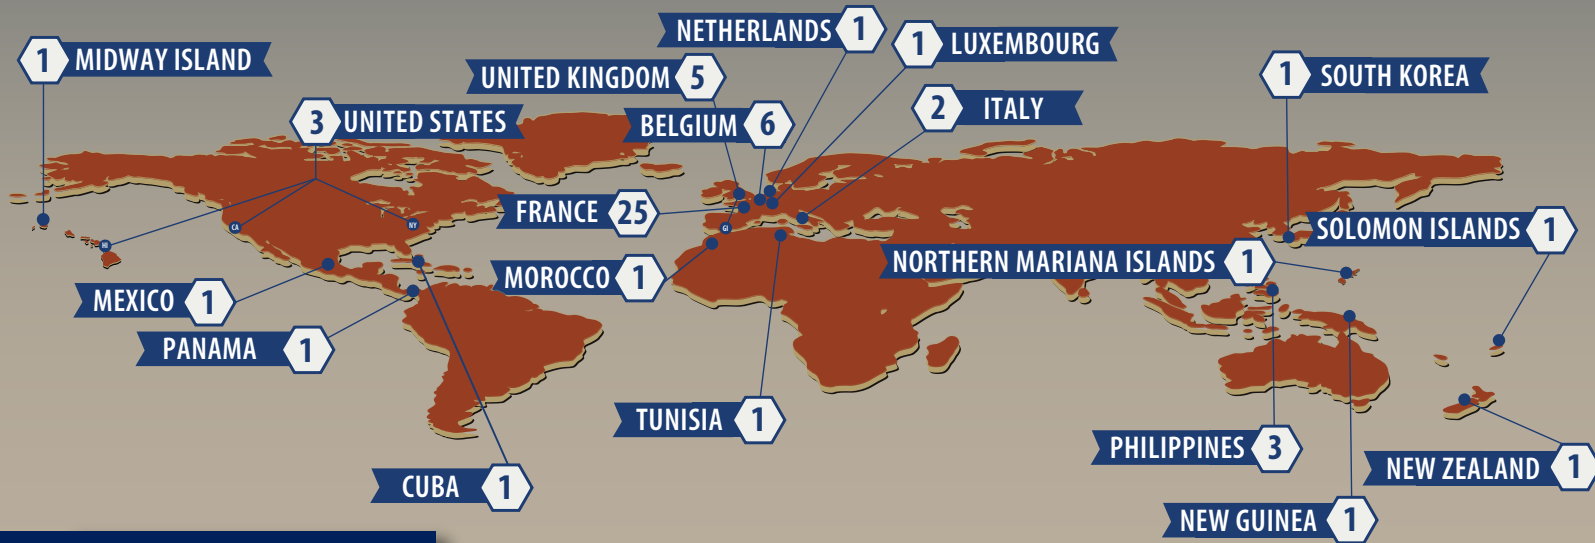 NETHERLANDS 1
1 LUXEMBOURG
1 MIDWAY ISLAND
UNITED KINGDOM 5
1 SOUTH KOREA
2 ITALY
3 UNITED STATES
BELGIUM 6
FRANCE 25
SOLOMON ISLANDS 1
HI
CA
NY
GI
MOROCCO 1
NORTHERN MARIANA ISLANDS 1
MEXICO 1
PANAMA 1
TUNISIA 1
PHILIPPINES 3
NEW ZEALAND 1
CUBA 1
NEW GUINEA 1